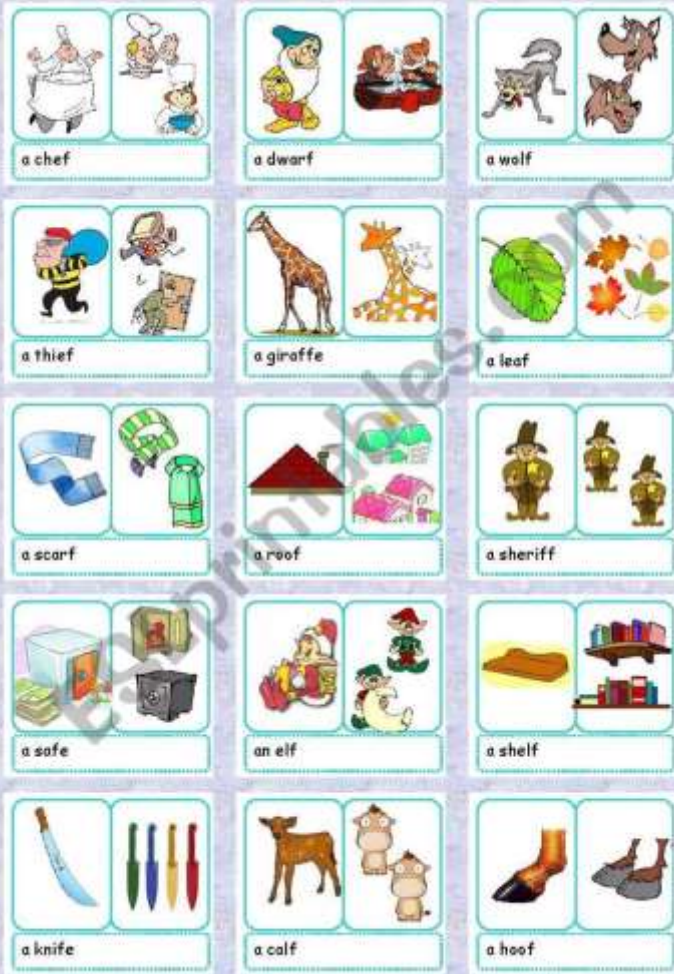 a chef
a dwarf
a wolf
a thief
a giraffe
a leaf
a scarf
a roof
a sheriff
a safe
an elf
a shelf
a knife
a calf
a hoof
ESLprintables.com